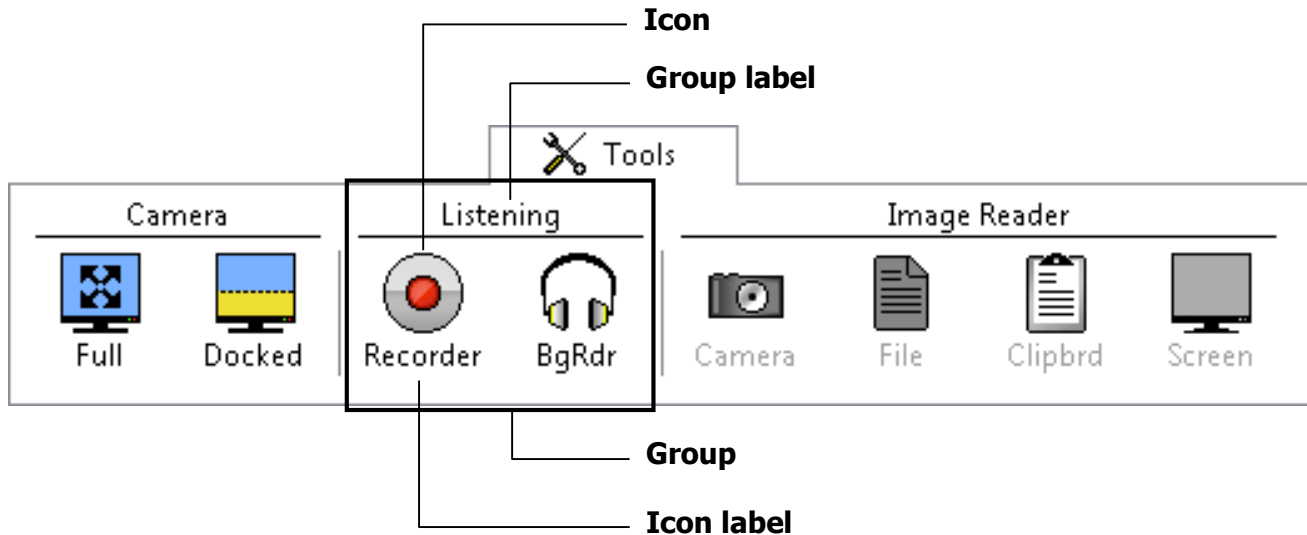 Icon
Group label
Tools
Camera
Listening
Image Reader
Full
Docked
Recorder
BgRdr
Camera
File
Clipbrd
Screen
Group
Icon label